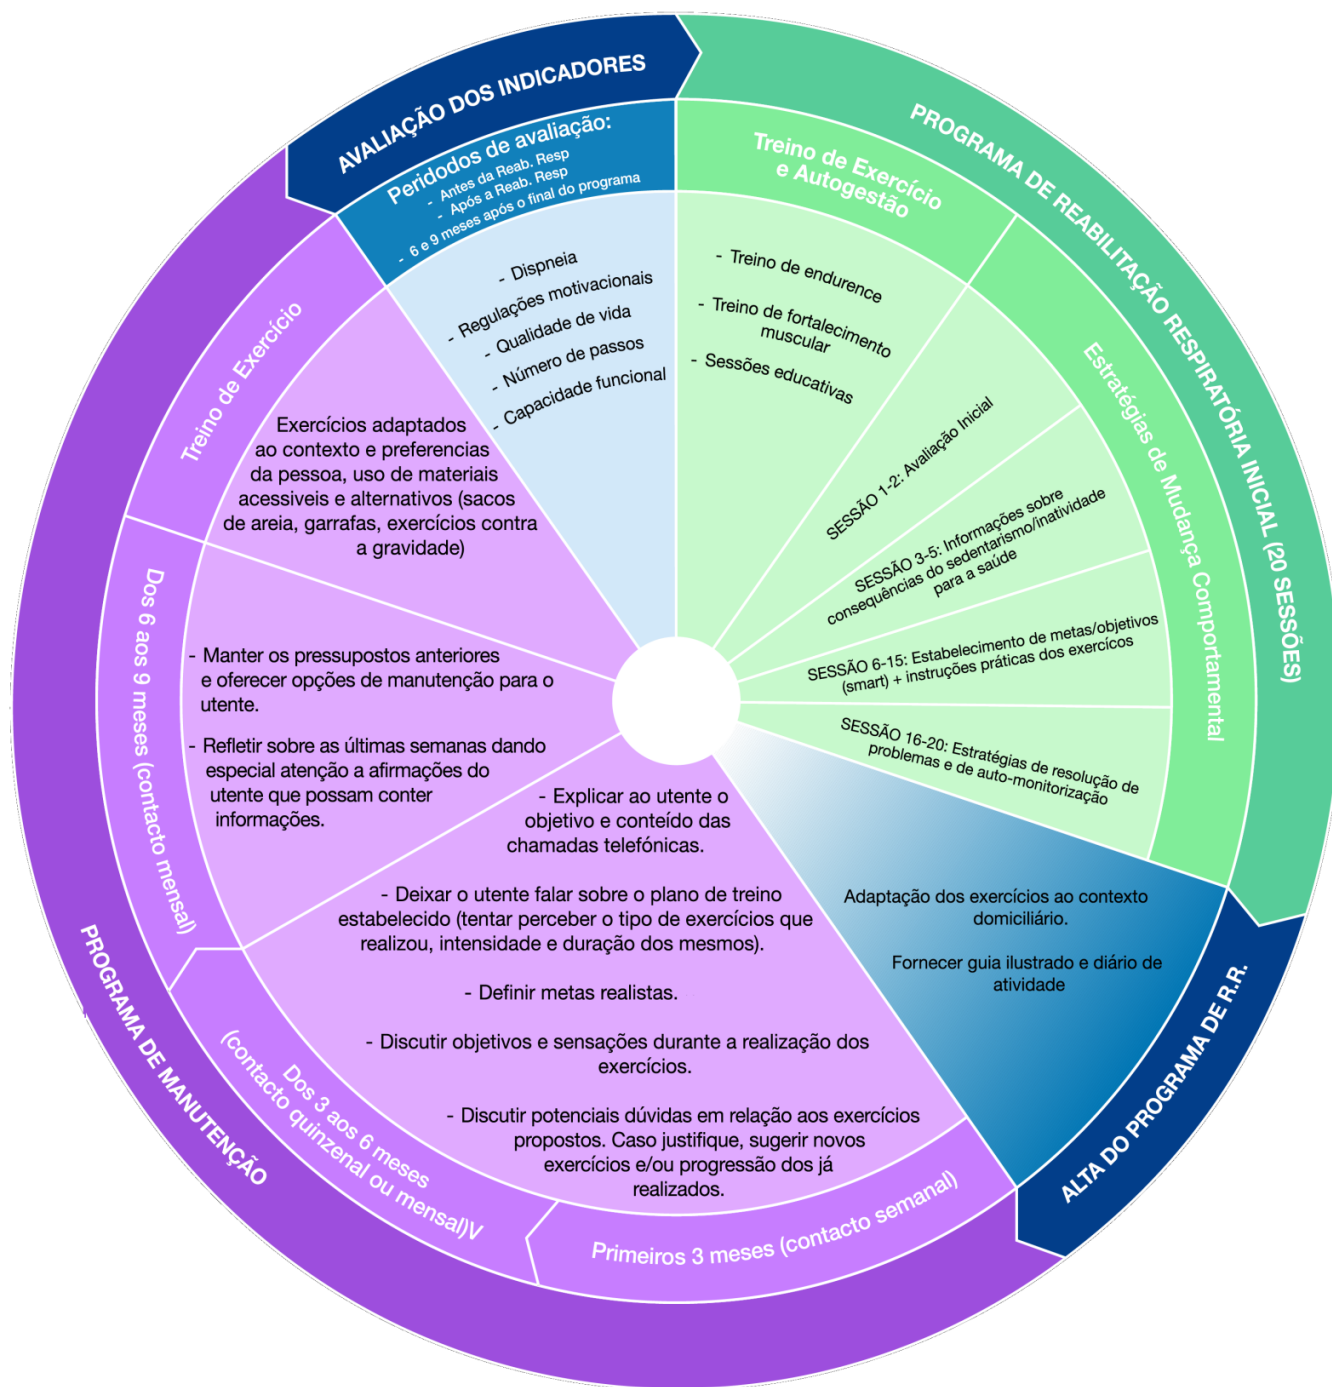 AVALIAÇÃO DOS INDICADORES
Peridodos de avaliação:
- Antes da Reab. Resp
- Após a Reab. Resp
- 6 e 9 meses após o final do programa
- Dispneia
- Regulações motivacionais
- Qualidade de vida
- Número de passos
- Capacidade funcional
PROGRAMA DE REABILITAÇÃO RESPIRATÓRIA INICIAL (20 SESSÕES)
Treino de Exercício
e Autogestão
- Treino de endurence
- Treino de fortalecimento
muscular
- Sessões educativas
Estratégias de Mudança Comportamental
SESSÃO 1-2: Avaliação Inicial
SESSÃO 3-5: Informações sobre
consequências do sedentarismo/inatividade
para a saúde
SESSÃO 6-15: Estabelecimento de metas/objetivos
(smart) + instruções práticas dos exercícos
SESSÃO 16-20: Estratégias de resolução de
problemas e de auto-monitorização
ALTA DO PROGRAMA DE R.R.
Adaptação dos exercícios ao contexto
domiciliário.
Fornecer guia ilustrado e diário de
atividade
PROGRAMA DE MANUTENÇÃO
Primeiros 3 meses (contacto semanal)
Dos 3 aos 6 meses
(contacto quinzenal ou mensal)V
- Explicar ao utente o
objetivo e conteído das
chamadas telefónicas.
- Deixar o utente falar sobre o plano de treino
estabelecido (tentar perceber o tipo de exercícios que
realizou, intensidade e duração dos mesmos).
- Definir metas realistas.
- Discutir objetivos e sensações durante a realização dos
exercícios.
- Discutir potenciais dúvidas em relação aos exercícios
propostos. Caso justifique, sugerir novos
exercícios e/ou progressão dos já
realizados.
Dos 6 aos 9 meses (contacto mensal)
- Manter os pressupostos anteriores
e oferecer opções de manutenção para o
utente.
- Refletir sobre as últimas semanas dando
especial atenção a afirmações do
utente que possam conter
informações.
Treino de Exercício
Exercícios adaptados
ao contexto e preferencias
da pessoa, uso de materiais
acessiveis e alternativos (sacos
de areia, garrafas, exercícios contra
a gravidade)